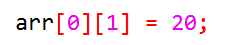 arr[0][1] = 20;